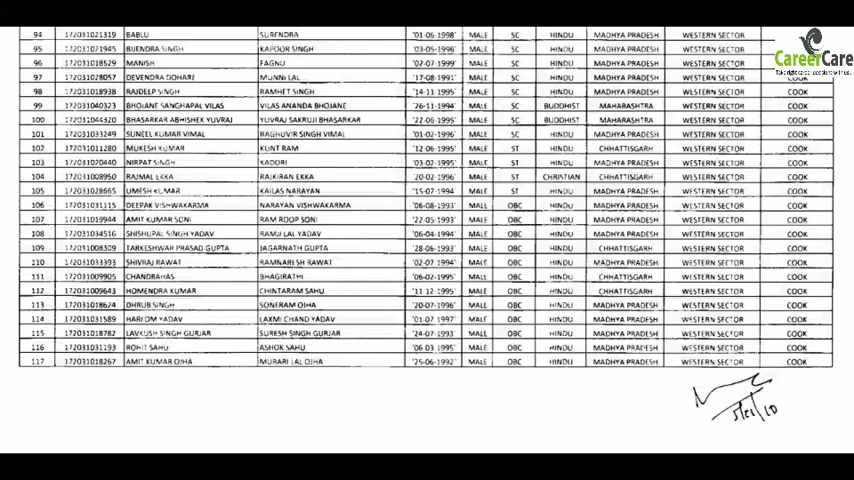 94 172031021319 BABLU SURENDRA '01-06-1998' MALE SC HINDU MADHYA PRADESH WESTERN SECTOR
95 172031071945 BIJENDRA SINGH KAPOOR SINGH '03-05-1996' MALE SC HINDU MADHYA PRADESH WESTERN SECTOR
96 172031018529 MANISH FAGNU '02-07-1999' MALE SC HINDU MADHYA PRADESH WESTERN SECTOR
CareerCare
97 172031028057 DEVENDRA DOHARE MUNNI LAL '17-08-1991' MALE SC HINDU MADHYA PRADESH WESTERN SECTOR COOK
98 172031018938 RAJDEEP SINGH RAMHET SINGH '14-11-1995' MALE SC HINDU MADHYA PRADESH WESTERN SECTOR COOK
99 172031040323 BHOJANE SANGHAPAL VILAS VILAS ANANDA BHOJANE '26-11-1994' MALE SC BUDDHIST MAHARASHTRA WESTERN SECTOR COOK
100 172031044320 BHASARKAR ABHISHEK YUVRAJ YUVRAJ SAKRUJI BHASARKAR '22-06-1995' MALE SC BUDDHIST MAHARASHTRA WESTERN SECTOR COOK
101 172031033249 SUNEEL KUMAR VIMAL RAGHUVIR SINGH VIMAL '01-02-1996' MALE SC HINDU MADHYA PRADESH WESTERN SECTOR COOK
102 172031011280 MUKESH KUMAR KUNT RAM '12-06-1995' MALE ST HINDU CHHATTISGARH WESTERN SECTOR COOK
103 172031020440 NIRPAT SINGH KADORI '03-02-1995' MALE ST HINDU MADHYA PRADESH WESTERN SECTOR COOK
104 172031008950 RAJMAL EKKA RAJKIRAN EKKA '20-02-1996' MALE ST CHRISTIAN CHHATTISGARH WESTERN SECTOR COOK
105 172031028665 UMESH KUMAR KAILAS NARAYAN '15-07-1994 MALE ST HINDU MADHYA PRADESH WESTERN SECTOR COOK
106 172031031115 DEEPAK VISHWAKARMA NARAYAN VISHWAKARMA '06-08-1993' MALE OBC HINDU MADHYA PRADESH WESTERN SECTOR COOK
107 172031019944 AMIT KUMAR SONI RAM ROOP SONI '22-05-1993' MALE OBC HINDU MADHYA PRADESH WESTERN SECTOR COOK
108 172031034516 SHISHUPAL SINGH YADAV RAMJI LAL YADAV '06-04-1994' MALE OBC HINDU MADHYA PRADESH WESTERN SECTOR COOK
109 172031008309 TARKESHWAR PRASAD GUPTA JAGARNATH GUPTA '28-06-1993' MALE OBC HINDU CHHATTISGARH WESTERN SECTOR COOK
110 172031033393 SHIVRAJ RAWAT RAMNARESH RAWAT '02-07 1994' MALE OBC HINDU MADHYA PRADESH WESTERN SECTOR COOK
111 172031009905 CHANDRAHAS BHAGIRATHI '06-02-1995' MALE OBC HINDU CHHATTISGARH WESTERN SECTOR COOK
112 172031009643 HOMENDRA KUMAR CHINTARAM SAHU '11-12-1995' MALE OBC HINDU CHHATTISGARH WESTERN SECTOR COOK
113 172031018624 DHRUB SINGH SONERAM OJHA '20-07-1996' MALE OBC HINDU MADHYA PRADESH WESTERN SECTOR COOK
114 172031031589 HARI OM YADAV LAXMI CHAND YADAV '01-07-1997' MALE OBC HINDU MADHYA PRADESH WESTERN SECTOR COOK
115 172031018782 LAVKUSH SINGH GURJAR SURESH SINGH GURJAR '24-07-1993 MALE OBC HINDU MADHYA PRADESH WESTERN SECTOR COOK
116 172031031193 ROHIT SAHU ASHOK SAHU '06 03 1995' MALE OBC HINDU MADHYA PRADESH WESTERN SECTOR COOK
117 172031018267 AMIT KUMAR OJHA MURARI LAL OJHA '25-06-1992' MALE OBC HINDU MADHYA PRADESH WESTERN SECTOR COOK